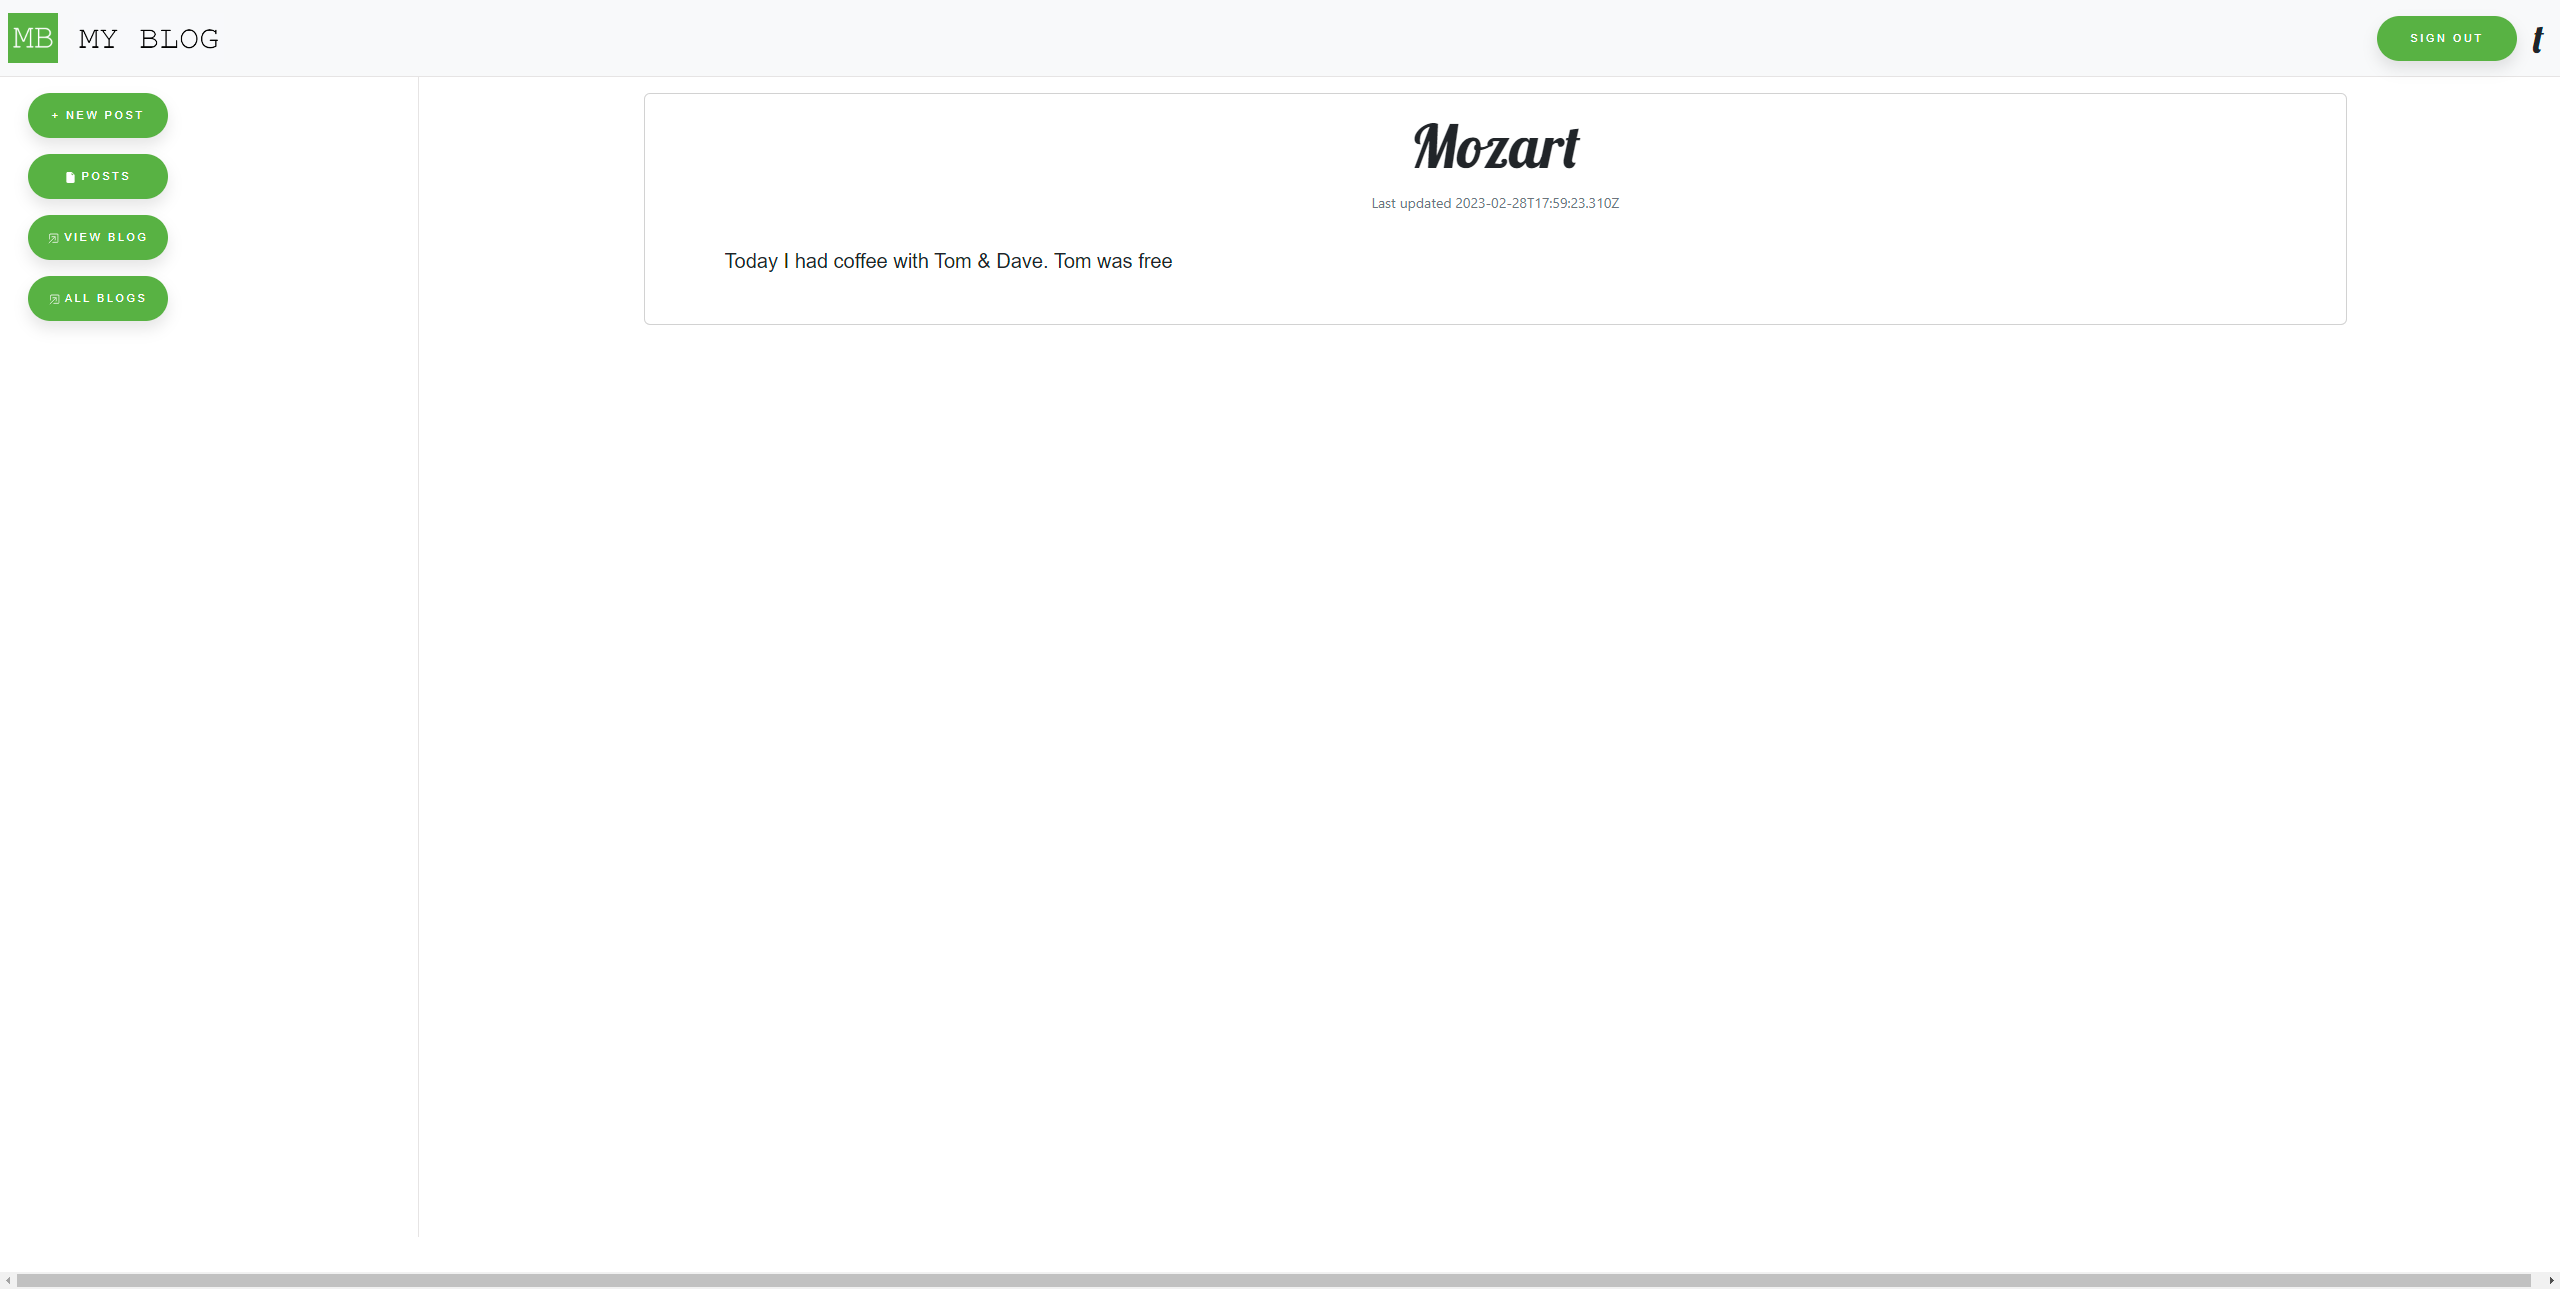 MB MY BLOG
SIGN OUT t
+ NEW POST
POSTS
VIEW BLOG
ALL BLOGS
Mozart
Last updated 2023-02-28T17:59:23.310Z
Today I had coffee with Tom & Dave. Tom was free